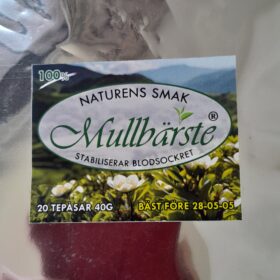 100%
NATURENS SMAK
Mullbärste®
STABILISERAR BLODSOCKRET
20 TEPÅSAR 40G
BÄST FÖRE 28-05-05